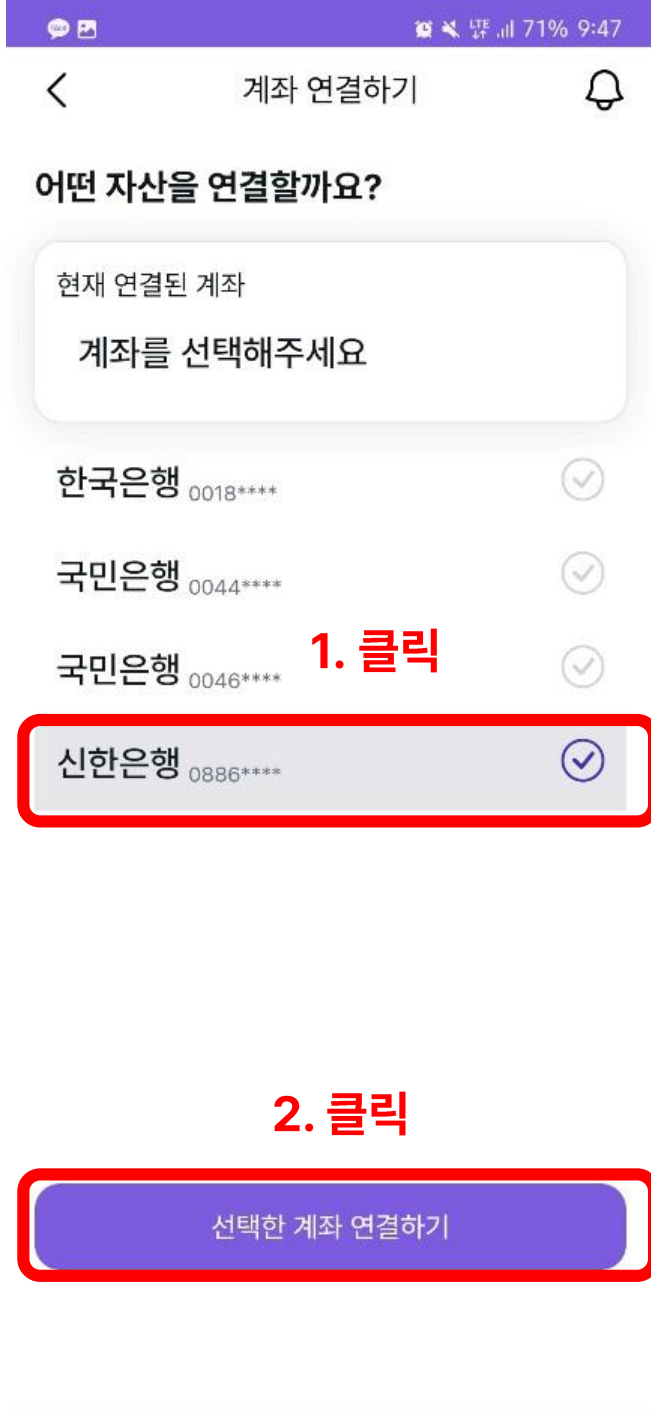 TALK LTE 71% 9:47
계좌 연결하기
어떤 자산을 연결할까요?
현재 연결된 계좌
계좌를 선택해주세요
한국은행 0018****
국민은행 0044****
1. 클릭
국민은행 0046****
신한은행 0886****
2. 클릭
선택한 계좌 연결하기